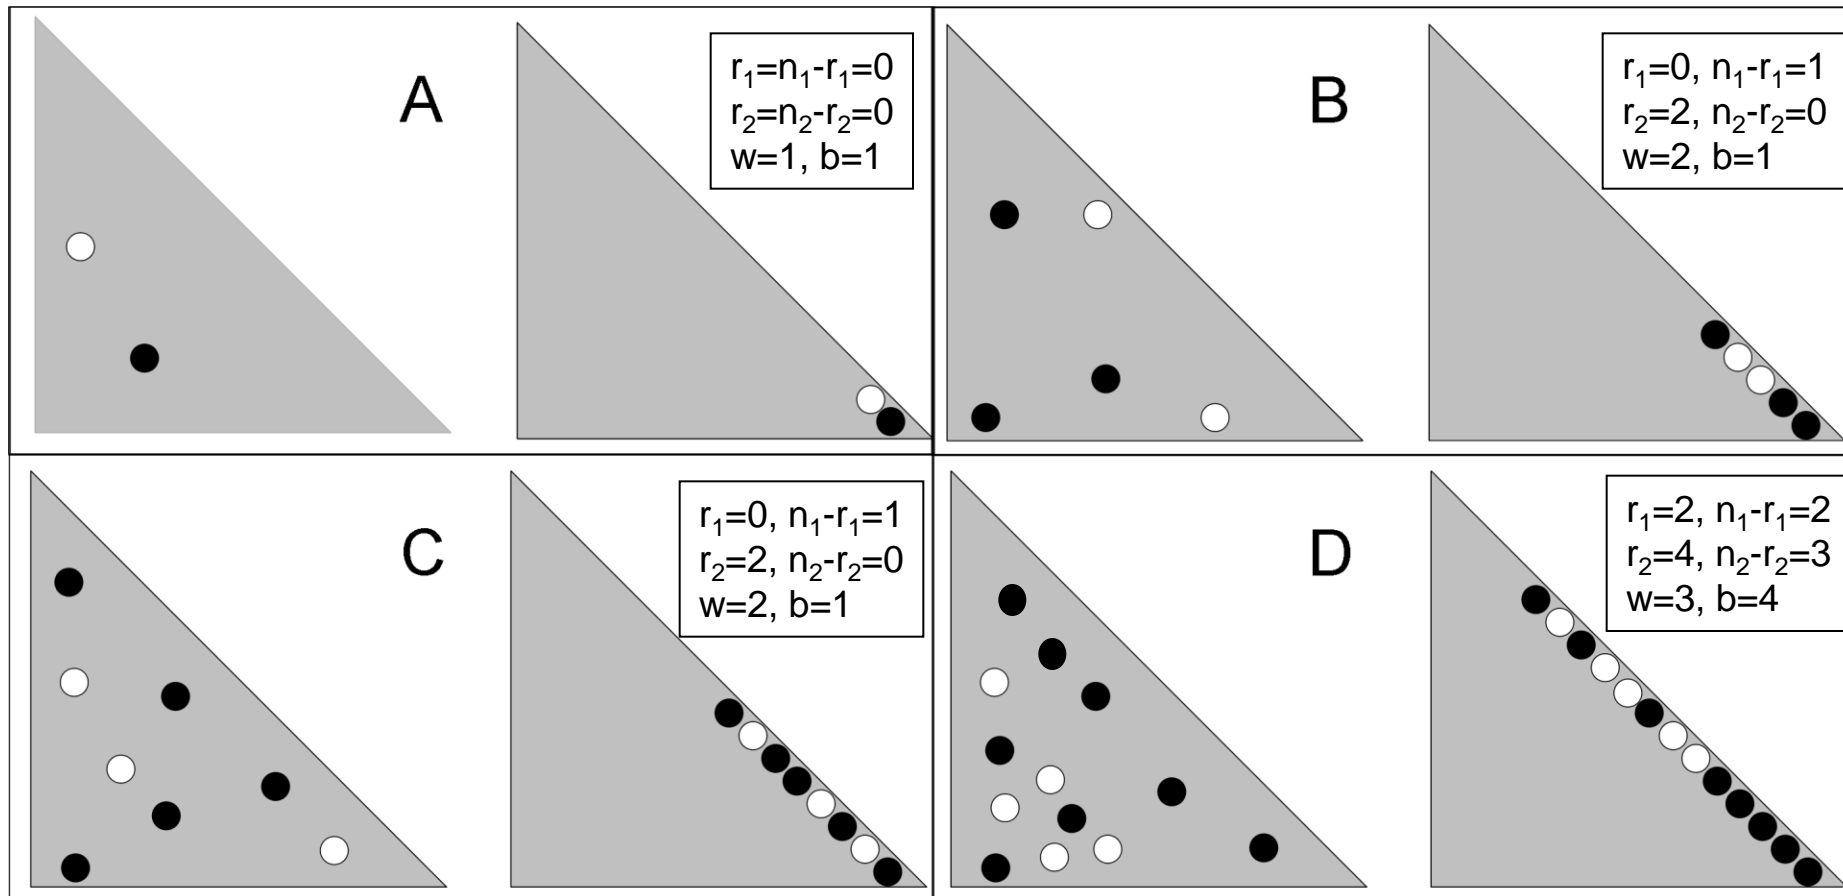 A
r₁=n₁-r₁=0
r₂=n₂-r₂=0
w=1, b=1
B
r₁=0, n₁-r₁=1
r₂=2, n₂-r₂=0
w=2, b=1
C
r₁=0, n₁-r₁=1
r₂=2, n₂-r₂=0
w=2, b=1
D
r₁=2, n₁-r₁=2
r₂=4, n₂-r₂=3
w=3, b=4